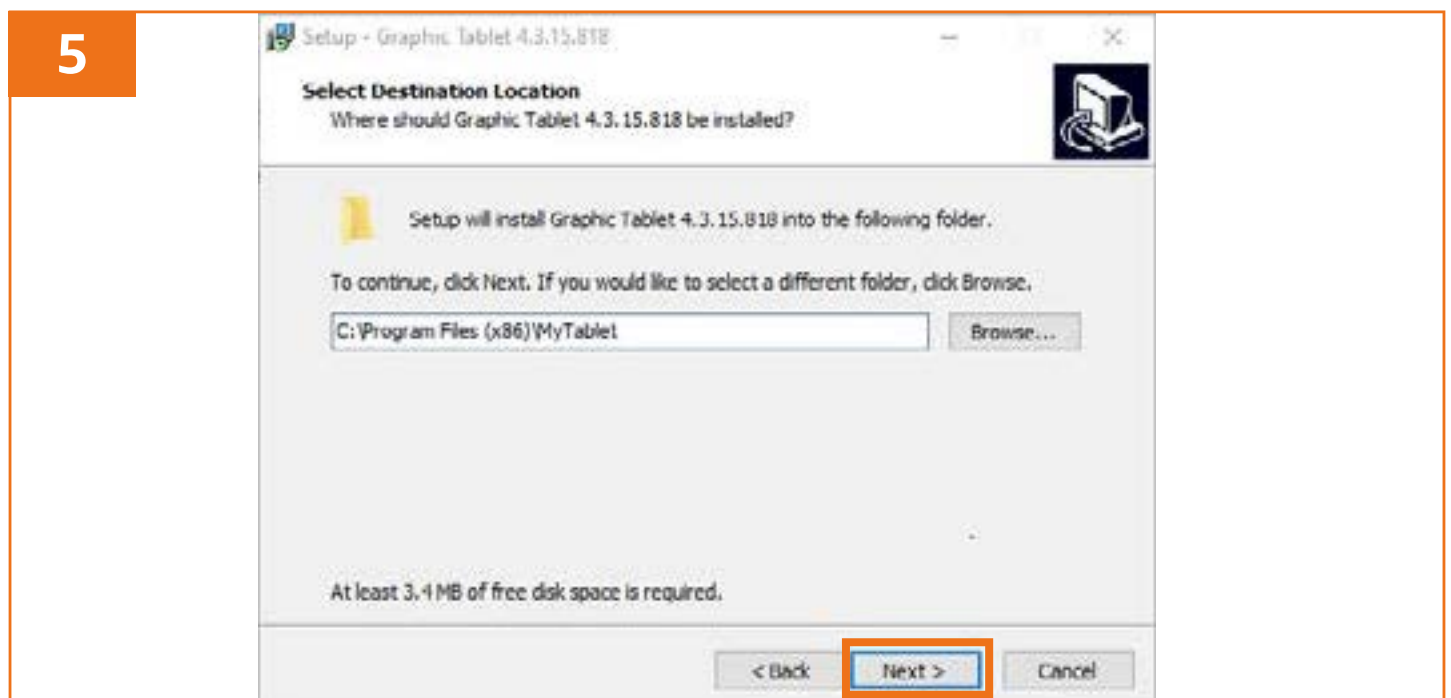 5
Setup - Graphic Tablet 4.3.15.818
Select Destination Location
Where should Graphic Tablet 4.3.15.818 be installed?
Setup will install Graphic Tablet 4.3.15.818 into the following folder.
To continue, click Next. If you would like to select a different folder, click Browse.
C:\Program Files (x86)\MyTablet
Browse...
At least 3.4 MB of free disk space is required.
< Back Next > Cancel